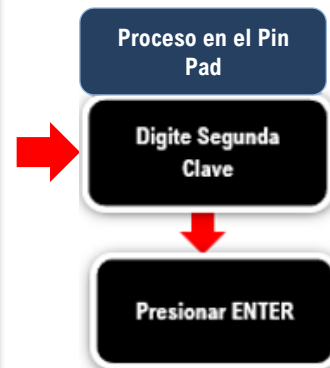 Proceso en el Pin
Pad
Digite Segunda
Clave
Presionar ENTER